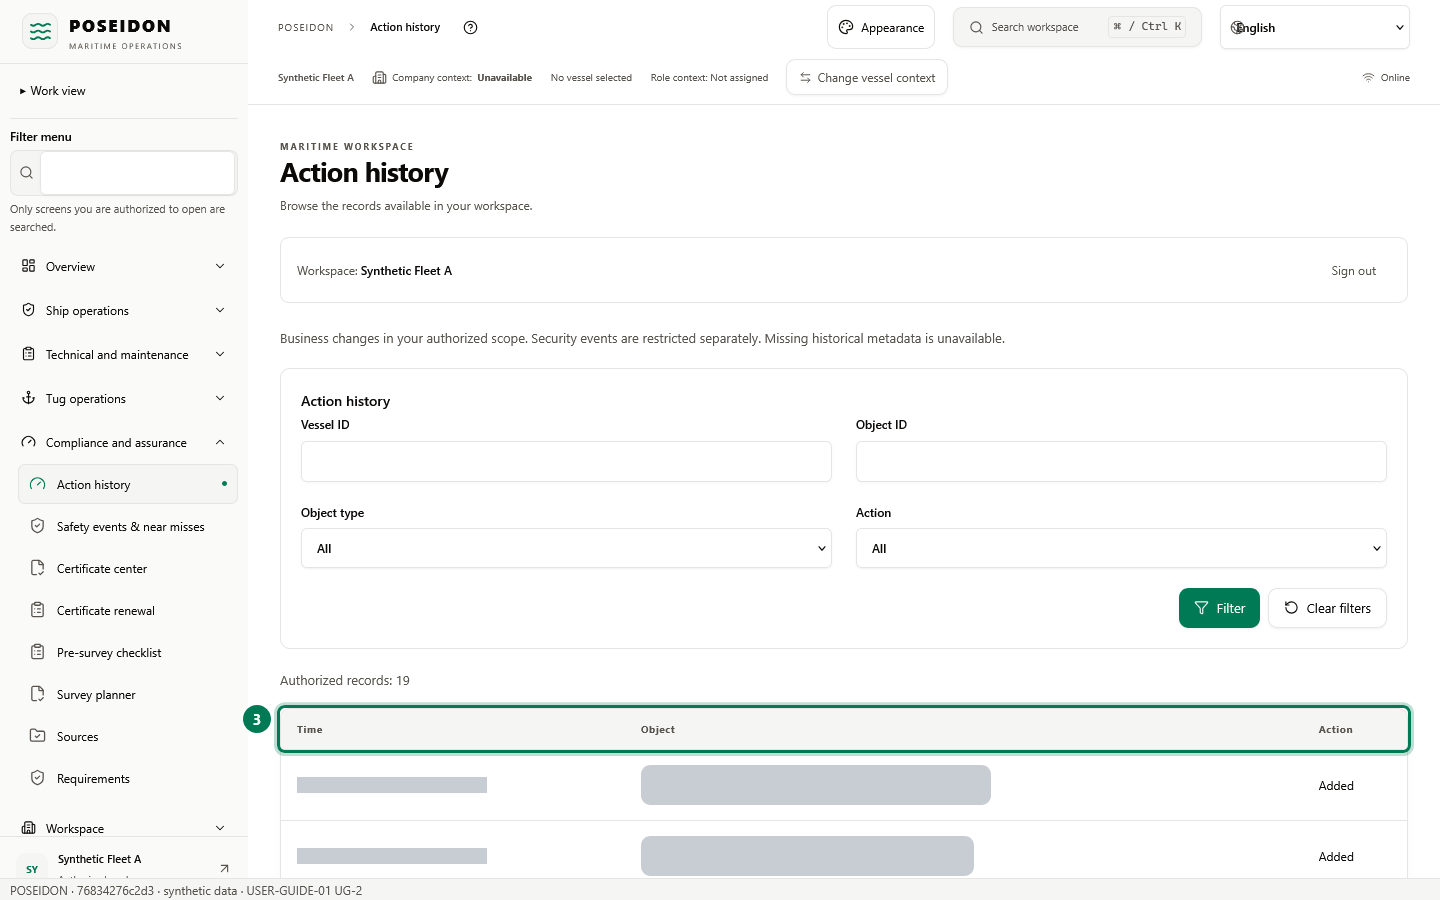 POSEIDON
MARITIME OPERATIONS
Work view
Filter menu
Only screens you are authorized to open are
searched.
Overview
Ship operations
Technical and maintenance
Tug operations
Compliance and assurance
Action history
Safety events & near misses
Certificate center
Certificate renewal
Pre-survey checklist
Survey planner
Sources
Requirements
Workspace
SY
Synthetic Fleet A
POSEIDON
Action history
Appearance
Search workspace
⌘ / Ctrl K
English
Synthetic Fleet A
Company context: Unavailable
No vessel selected
Role context: Not assigned
Change vessel context
Online
MARITIME WORKSPACE
Action history
Browse the records available in your workspace.
Workspace: Synthetic Fleet A
Sign out
Business changes in your authorized scope. Security events are restricted separately. Missing historical metadata is unavailable.
Action history
Vessel ID
Object ID
Object type
Action
All
All
Filter
Clear filters
Authorized records: 19
3
Time
Object
Action
Added
Added
POSEIDON · 76834276c2d3 · synthetic data · USER-GUIDE-01 UG-2